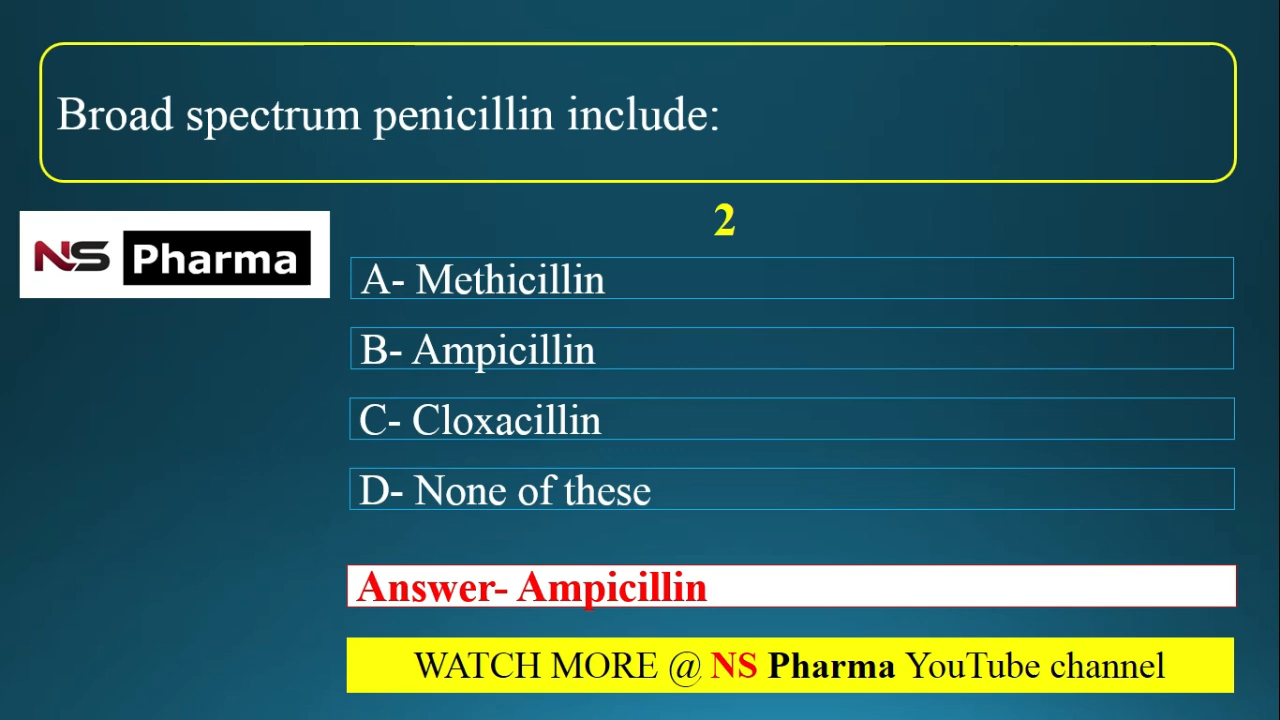 Broad spectrum penicillin include:
2
NS Pharma
A- Methicillin
B- Ampicillin
C- Cloxacillin
D- None of these
Answer- Ampicillin
WATCH MORE @ NS Pharma YouTube channel